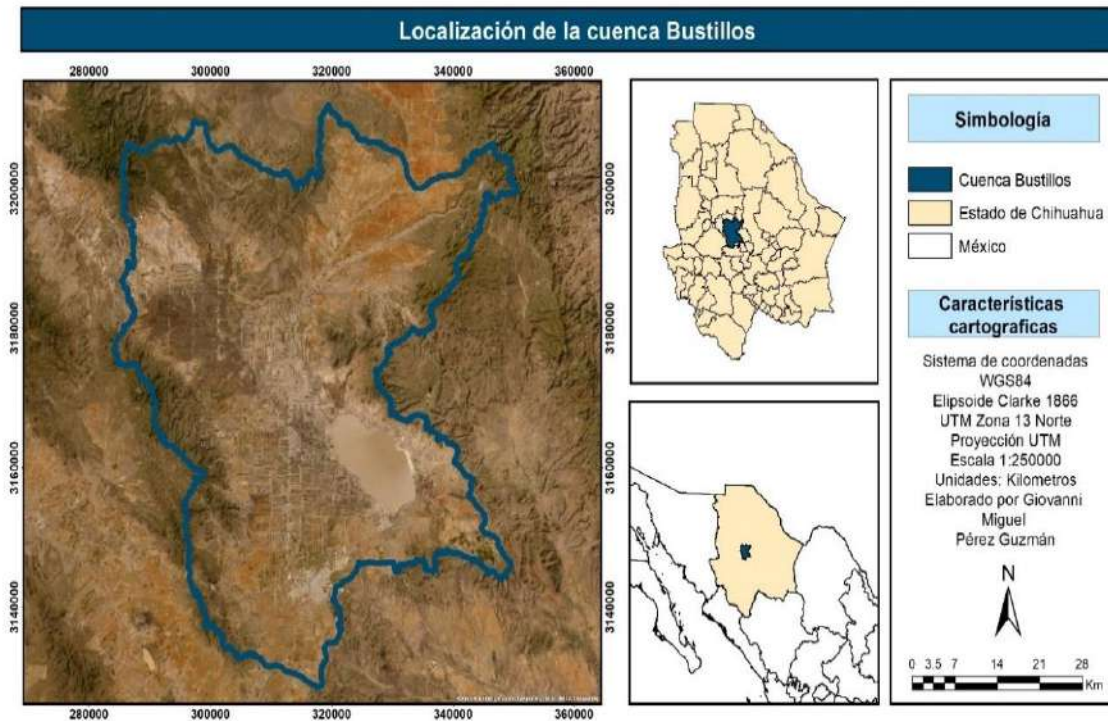 Localización de la cuenca Bustillos
280000 300000 320000 340000 360000
3200000
3180000
3160000
3140000
3200000
3180000
3160000
3140000
280000 300000 320000 340000 360000
Simbología
Cuenca Bustillos
Estado de Chihuahua
México
Características
cartograficas
Sistema de coordenadas
WGS84
Elipsoide Clarke 1866
UTM Zona 13 Norte
Proyección UTM
Escala 1:250000
Unidades: Kilometros
Elaborado por Giovanni
Miguel
Pérez Guzmán
N
0 3.5 7 14 21 28
Km